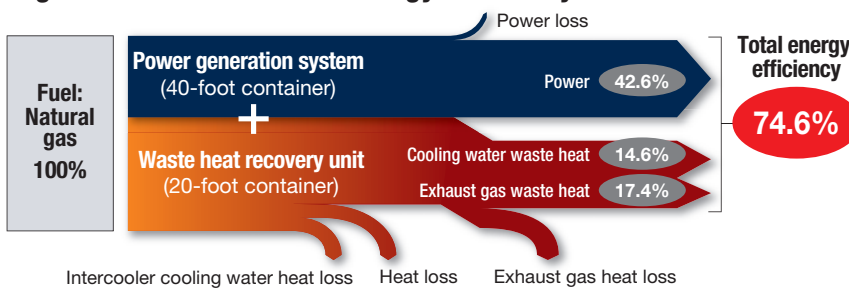 Power loss
Power generation system
(40-foot container)
Power 42.6%
Total energy
efficiency
74.6%
Fuel:
Natural
gas
100%
+
Waste heat recovery unit
(20-foot container)
Cooling water waste heat 14.6%
Exhaust gas waste heat 17.4%
Intercooler cooling water heat loss
Heat loss
Exhaust gas heat loss